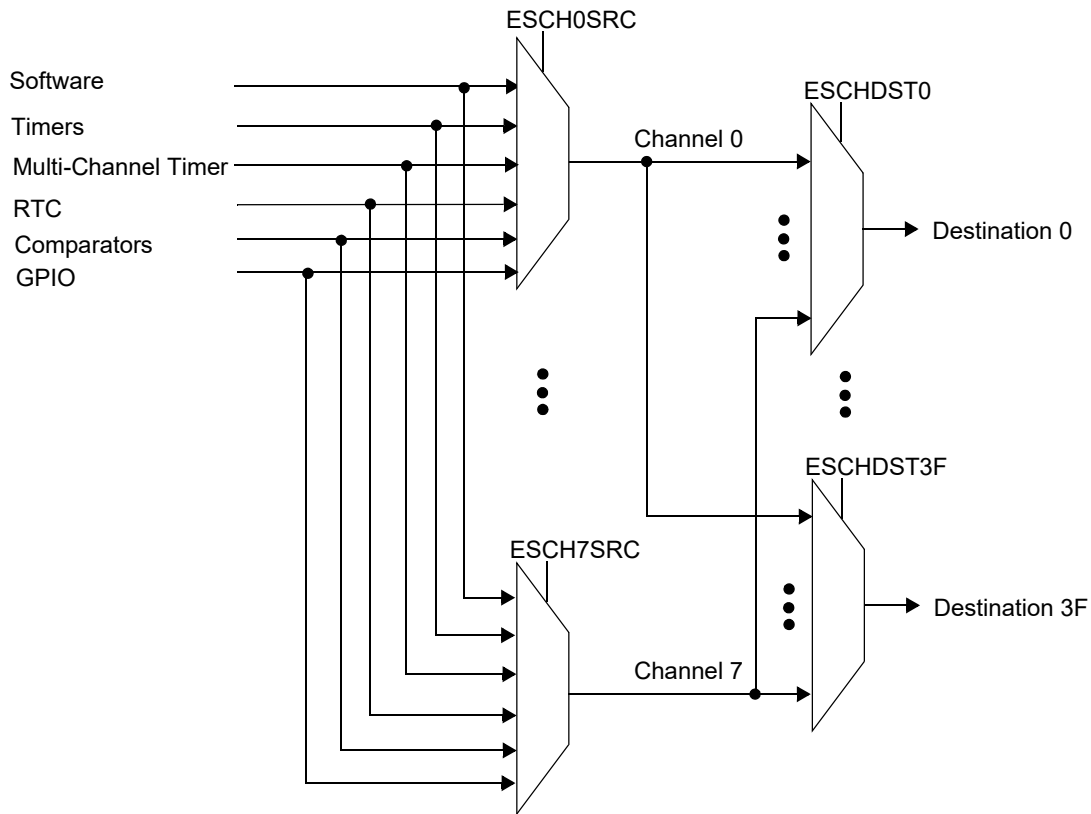 ESCH0SRC
Software
Timers
Multi-Channel Timer
RTC
Comparators
GPIO
Channel 0
ESCHDST0
Destination 0
ESCHDST3F
ESCH7SRC
Channel 7
Destination 3F